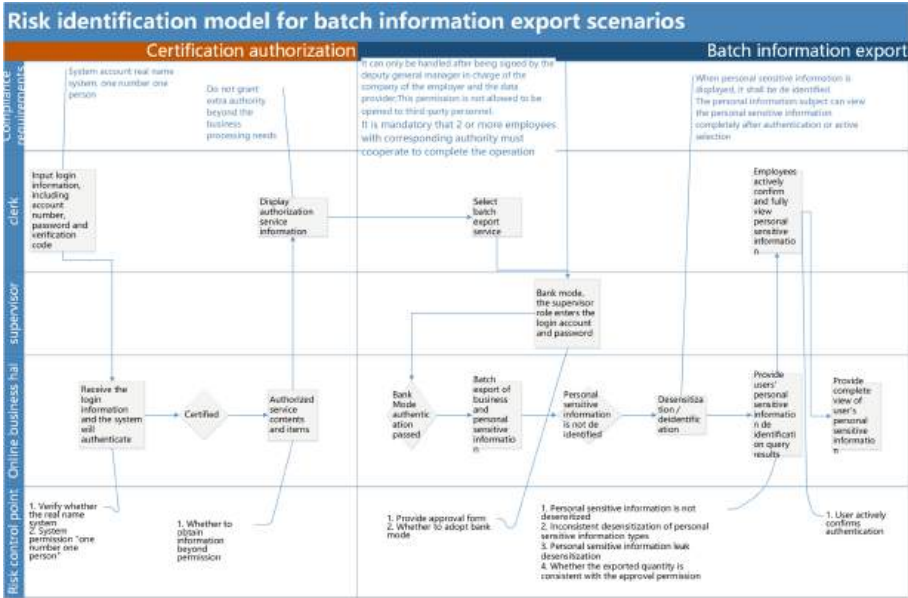 Risk identification model for batch information export scenarios
Certification authorization
Batch information export
Compliance
requirements
System account real name
system, one number one
person
Do not grant
extra authority
beyond the
business
processing needs
It can only be handled after being signed by the
deputy general manager in charge of the
company of the employer and the data
provider;This permission is not allowed to be
opened to third-party personnel.
It is mandatory that 2 or more employees
with corresponding authority must
cooperate to complete the operation
When personal sensitive information is
displayed, it shall be de identified.
The personal information subject can view
the personal sensitive information
completely after authentication or active
selection
clerk
Input login
information,
including
account
number,
password and
verification
code
Display
authorization
service
information
Select
batch
export
service
Employees
actively
confirm
and fully
view
personal
sensitive
informatio
n
supervisor
Bank mode,
the supervisor
role enters the
login account
and password
Online business hal
Receive the
login
information
and the system
will
authenticate
Certified
Authorized
service
contents
and items
Bank
Mode
authentic
ation
passed
Batch
export of
business
and
personal
sensitive
informatio
n
Personal
sensitive
information
is not de
identified
Desensitiza
tion /
deidentific
ation
Provide
users'
personal
sensitive
informatio
n de
identificati
on query
results
Provide
complete
view of
user's
personal
sensitive
informatio
n
Risk control point
1. Verify whether
the real name
system
2. System
permission "one
number one
person"
1. Whether to
obtain
information
beyond
permission
1. Provide approval form
2. Whether to adopt bank
mode
1. Personal sensitive information is not
desensitized
2. Inconsistent desensitization of personal
sensitive information types
3. Personal sensitive information leak
desensitization
4. Whether the exported quantity is
consistent with the approval permission
1. User actively
confirms
authentication